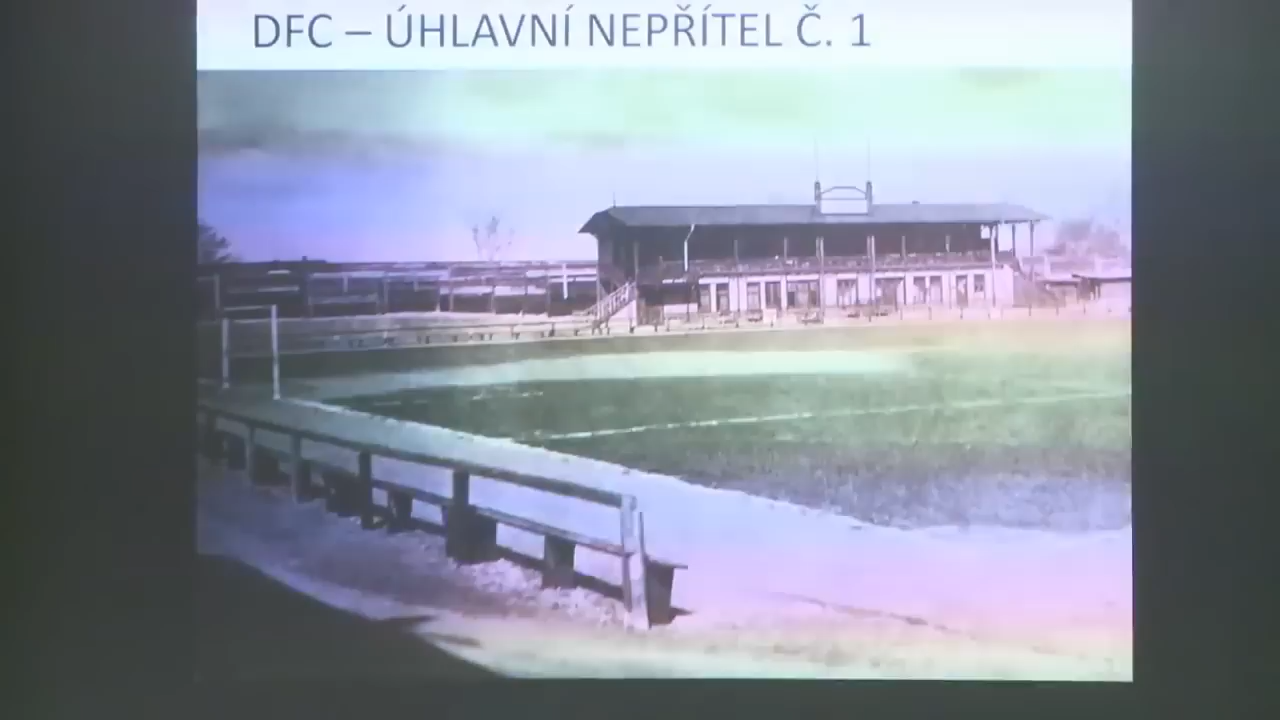 DFC – ÚHLAVNÍ NEPŘÍTEL Č. 1